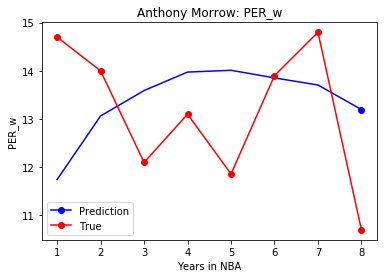 Anthony Morrow: PER_w
PER_w
15
14
13
12
11
Prediction
True
1 2 3 4 5 6 7 8
Years in NBA